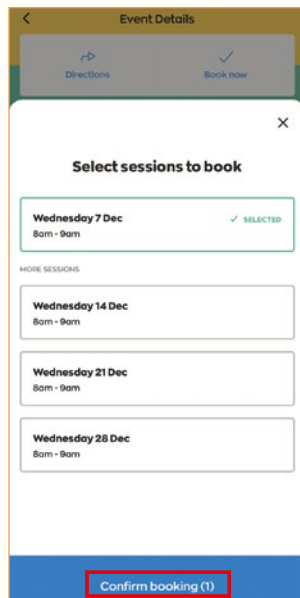 Event Details
Directions
Book now
Select sessions to book
Wednesday 7 Dec
SELECTED
8am - 9am
MORE SESSIONS
Wednesday 14 Dec
8am - 9am
Wednesday 21 Dec
8am - 9am
Wednesday 28 Dec
8am - 9am
Confirm booking (1)